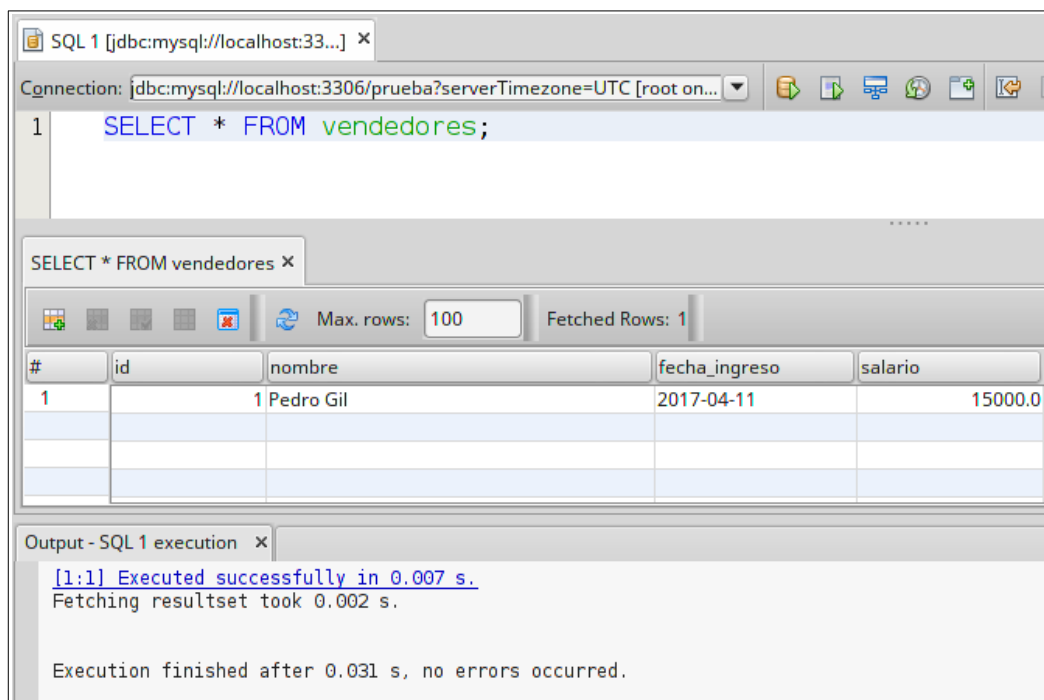 SQL 1 [jdbc:mysql://localhost:33...] ×
Connection: jdbc:mysql://localhost:3306/prueba?serverTimezone=UTC [root on...
1 SELECT * FROM vendedores;
SELECT * FROM vendedores ×
Max. rows: 100 Fetched Rows: 1
# id nombre fecha_ingreso salario
1 1 Pedro Gil 2017-04-11 15000.0
Output - SQL 1 execution ×
[1:1] Executed successfully in 0.007 s.
Fetching resultset took 0.002 s.
Execution finished after 0.031 s, no errors occurred.